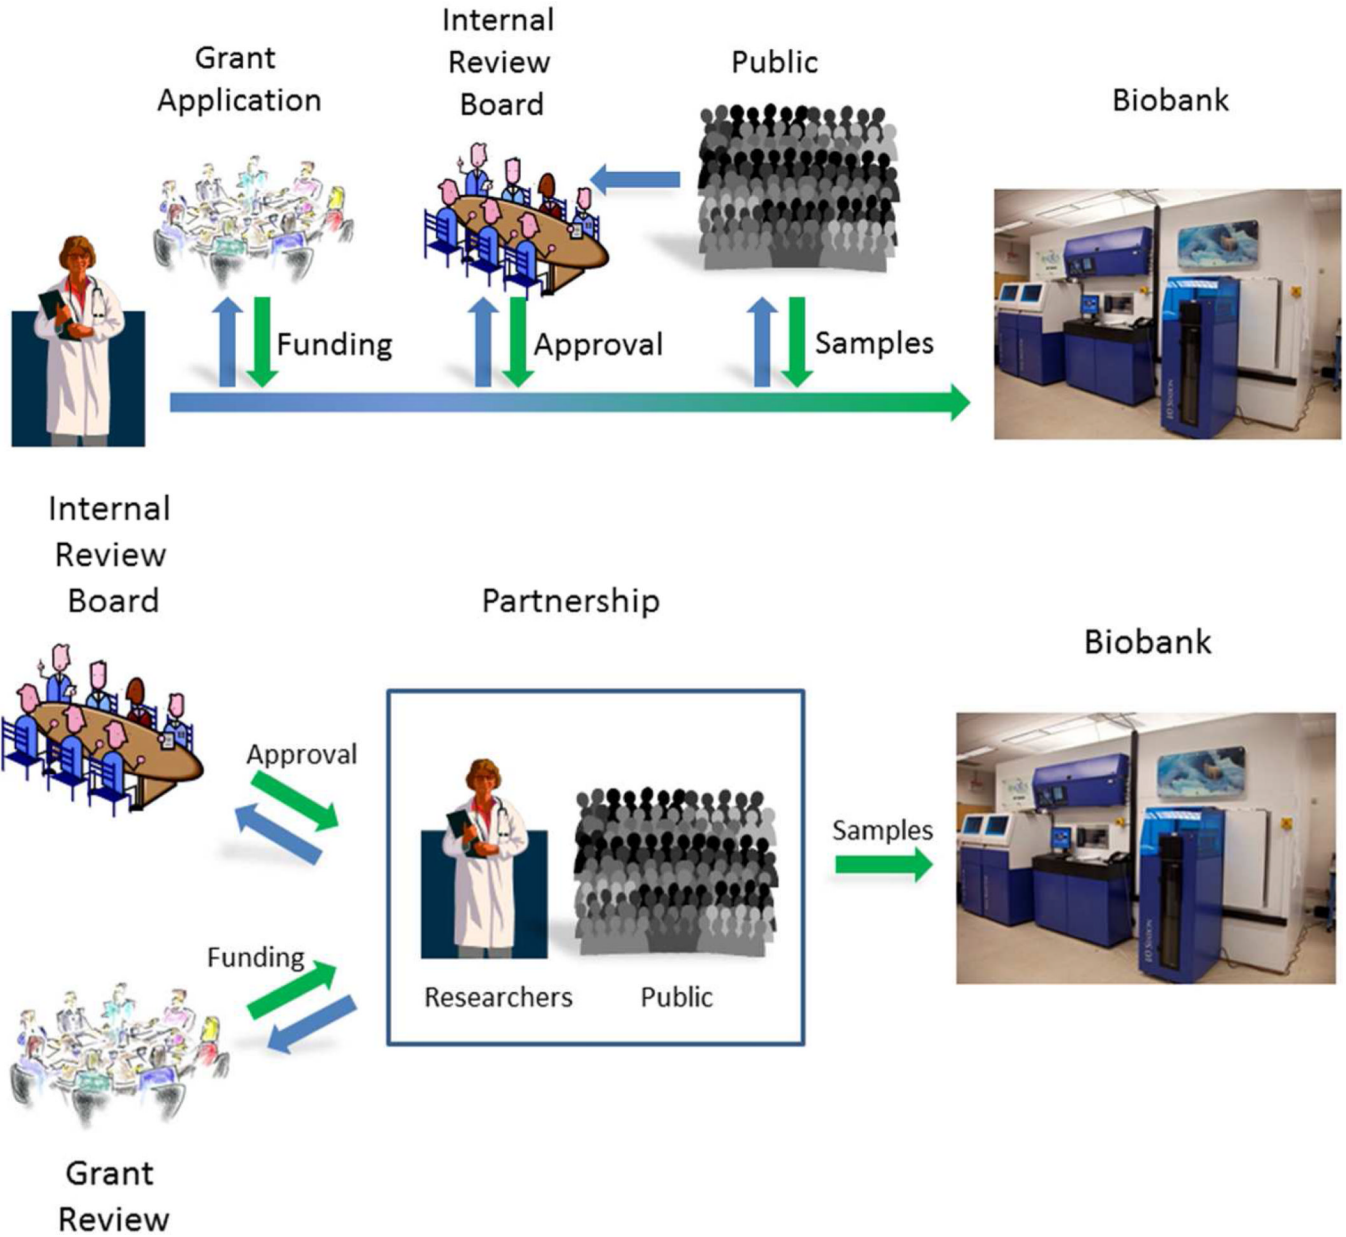 Grant
Application
Internal
Review
Board
Public
Biobank
Funding
Approval
Samples
Internal
Review
Board
Partnership
Biobank
Approval
Samples
Funding
Researchers
Public
Grant
Review